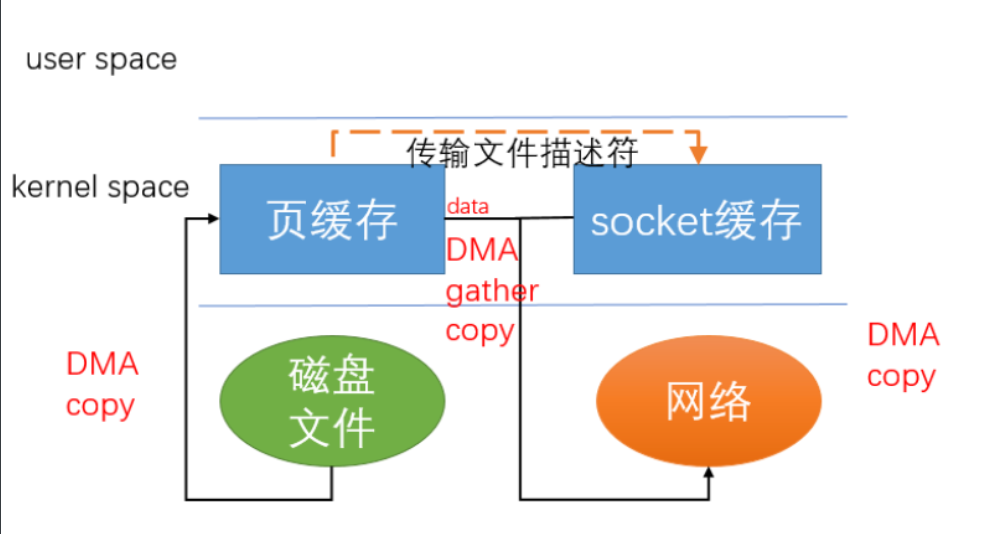 user space
传输文件描述符
kernel space
页缓存
data
socket缓存
DMA
gather
copy
DMA
copy
磁盘
文件
网络
DMA
copy